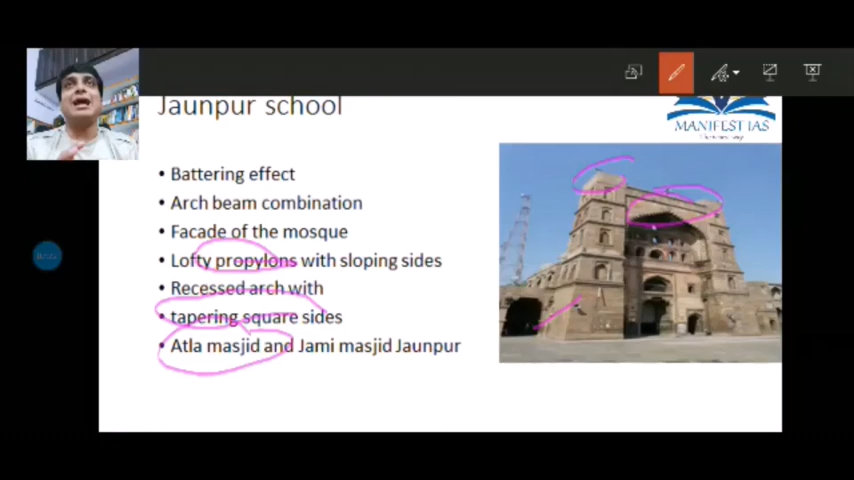 Jaunpur school
MANIFEST IAS
• Battering effect
• Arch beam combination
• Facade of the mosque
• Lofty propylons with sloping sides
• Recessed arch with
• tapering square sides
• Atla masjid and Jami masjid Jaunpur